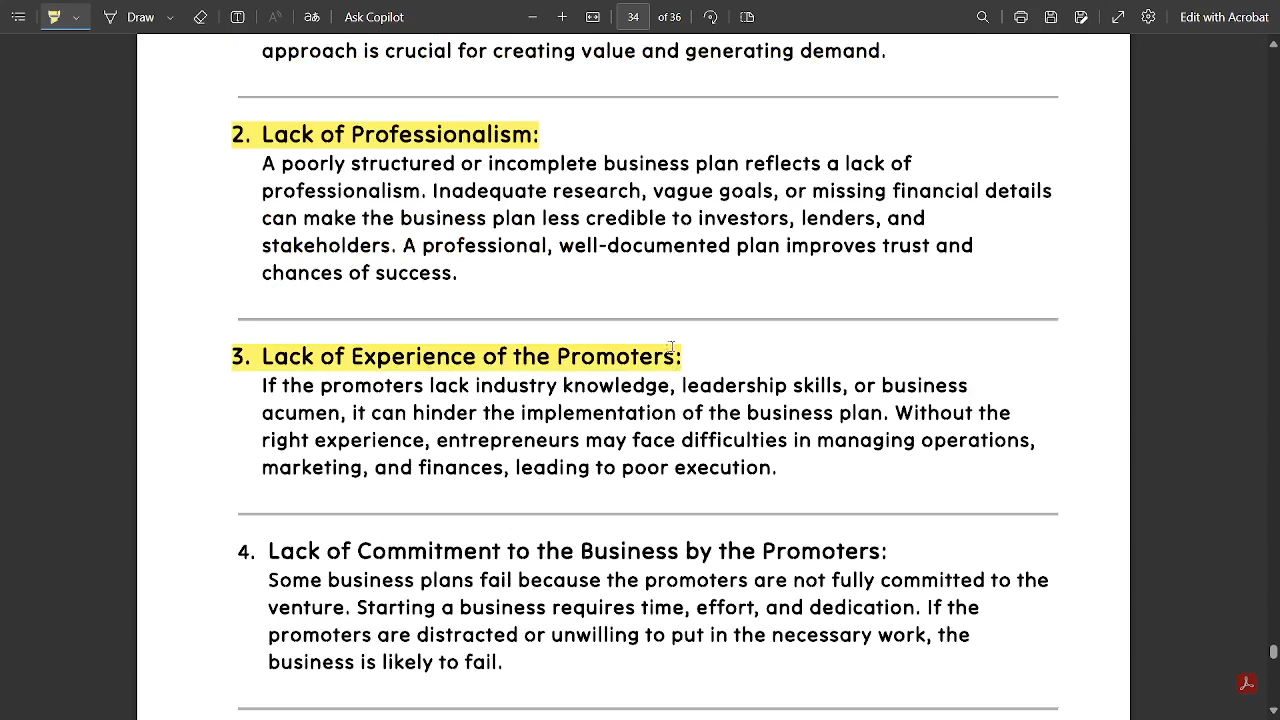 Draw
Ask Copilot
34 of 36
Edit with Acrobat
approach is crucial for creating value and generating demand.
2. Lack of Professionalism:
A poorly structured or incomplete business plan reflects a lack of
professionalism. Inadequate research, vague goals, or missing financial details
can make the business plan less credible to investors, lenders, and
stakeholders. A professional, well-documented plan improves trust and
chances of success.
3. Lack of Experience of the Promoters:
If the promoters lack industry knowledge, leadership skills, or business
acumen, it can hinder the implementation of the business plan. Without the
right experience, entrepreneurs may face difficulties in managing operations,
marketing, and finances, leading to poor execution.
4. Lack of Commitment to the Business by the Promoters:
Some business plans fail because the promoters are not fully committed to the
venture. Starting a business requires time, effort, and dedication. If the
promoters are distracted or unwilling to put in the necessary work, the
business is likely to fail.